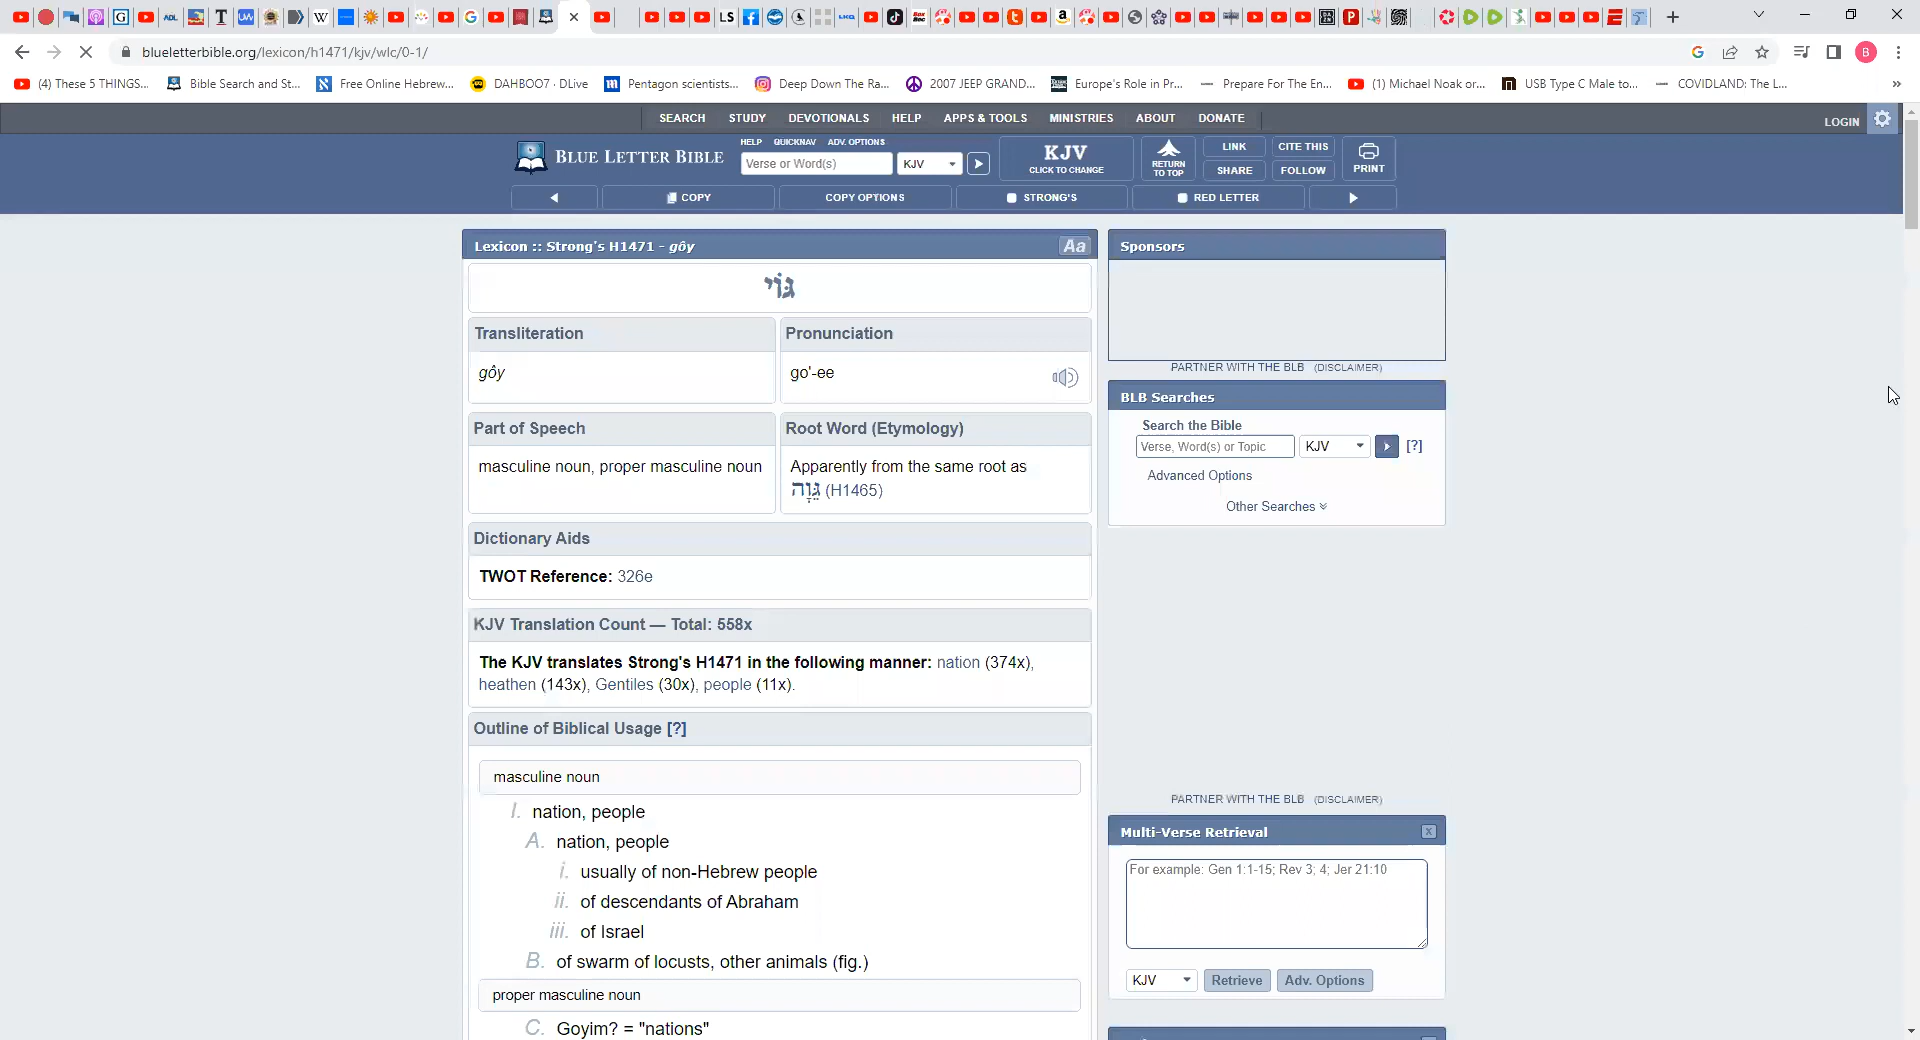 blueletterbible.org/lexicon/h1471/kjv/wlc/0-1/
(4) These 5 THINGS... Bible Search and St... Free Online Hebrew... DAHBOO7 · DLive Pentagon scientists... Deep Down The Ra... 2007 JEEP GRAND... Europe's Role in Pr... Prepare For The En... (1) Michael Noak or... USB Type C Male to... COVIDLAND: The L... »
SEARCH STUDY DEVOTIONALS HELP APPS & TOOLS MINISTRIES ABOUT DONATE LOGIN
HELP QUICKNAV ADV. OPTIONS
BLUE LETTER BIBLE
Verse or Word(s) KJV
KJV
CLICK TO CHANGE
RETURN
TO TOP
LINK
SHARE
CITE THIS
FOLLOW
PRINT
COPY COPY OPTIONS STRONG'S RED LETTER
Lexicon :: Strong's H1471 - gôy Aa
גּוֹי
Transliteration
gôy
Pronunciation
go'-ee
Part of Speech
masculine noun, proper masculine noun
Root Word (Etymology)
Apparently from the same root as
גֵּוָה (H1465)
Dictionary Aids
TWOT Reference: 326e
KJV Translation Count — Total: 558x
The KJV translates Strong's H1471 in the following manner: nation (374x),
heathen (143x), Gentiles (30x), people (11x).
Outline of Biblical Usage [?]
masculine noun
I. nation, people
A. nation, people
i. usually of non-Hebrew people
ii. of descendants of Abraham
iii. of Israel
B. of swarm of locusts, other animals (fig.)
proper masculine noun
C. Goyim? = "nations"
Sponsors
PARTNER WITH THE BLB (DISCLAIMER)
BLB Searches
Search the Bible
Verse, Word(s) or Topic KJV [?]
Advanced Options
Other Searches
PARTNER WITH THE BLB (DISCLAIMER)
Multi-Verse Retrieval x
For example: Gen 1:1-15; Rev 3; 4; Jer 21:10
KJV Retrieve Adv. Options